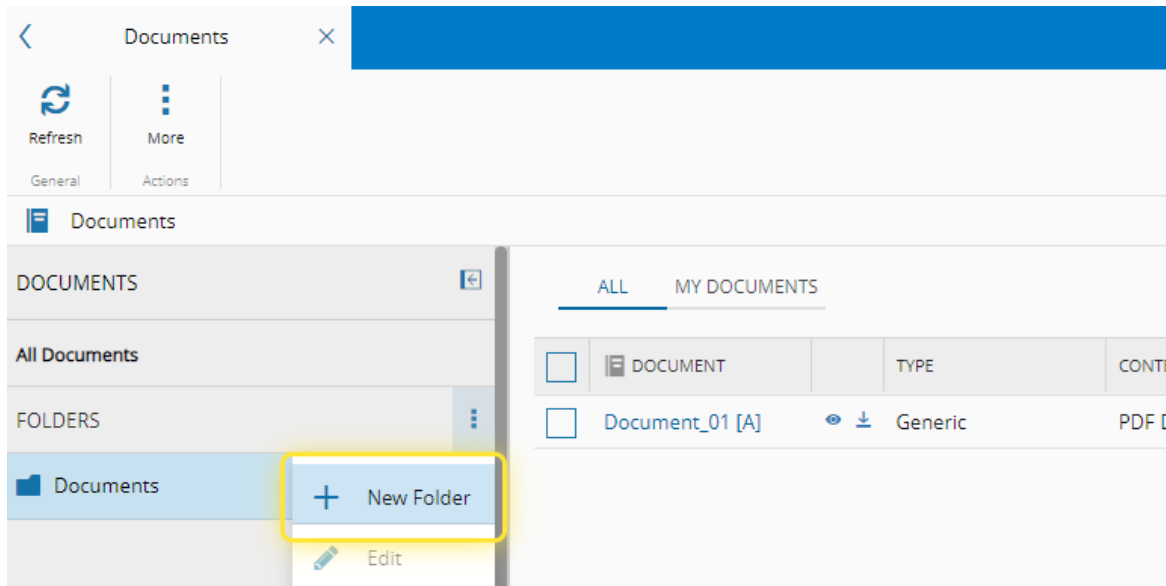 Documents
Refresh
More
General
Actions
Documents
DOCUMENTS
All Documents
FOLDERS
Documents
New Folder
Edit
ALL MY DOCUMENTS
DOCUMENT TYPE
Document_01 [A] Generic PDF